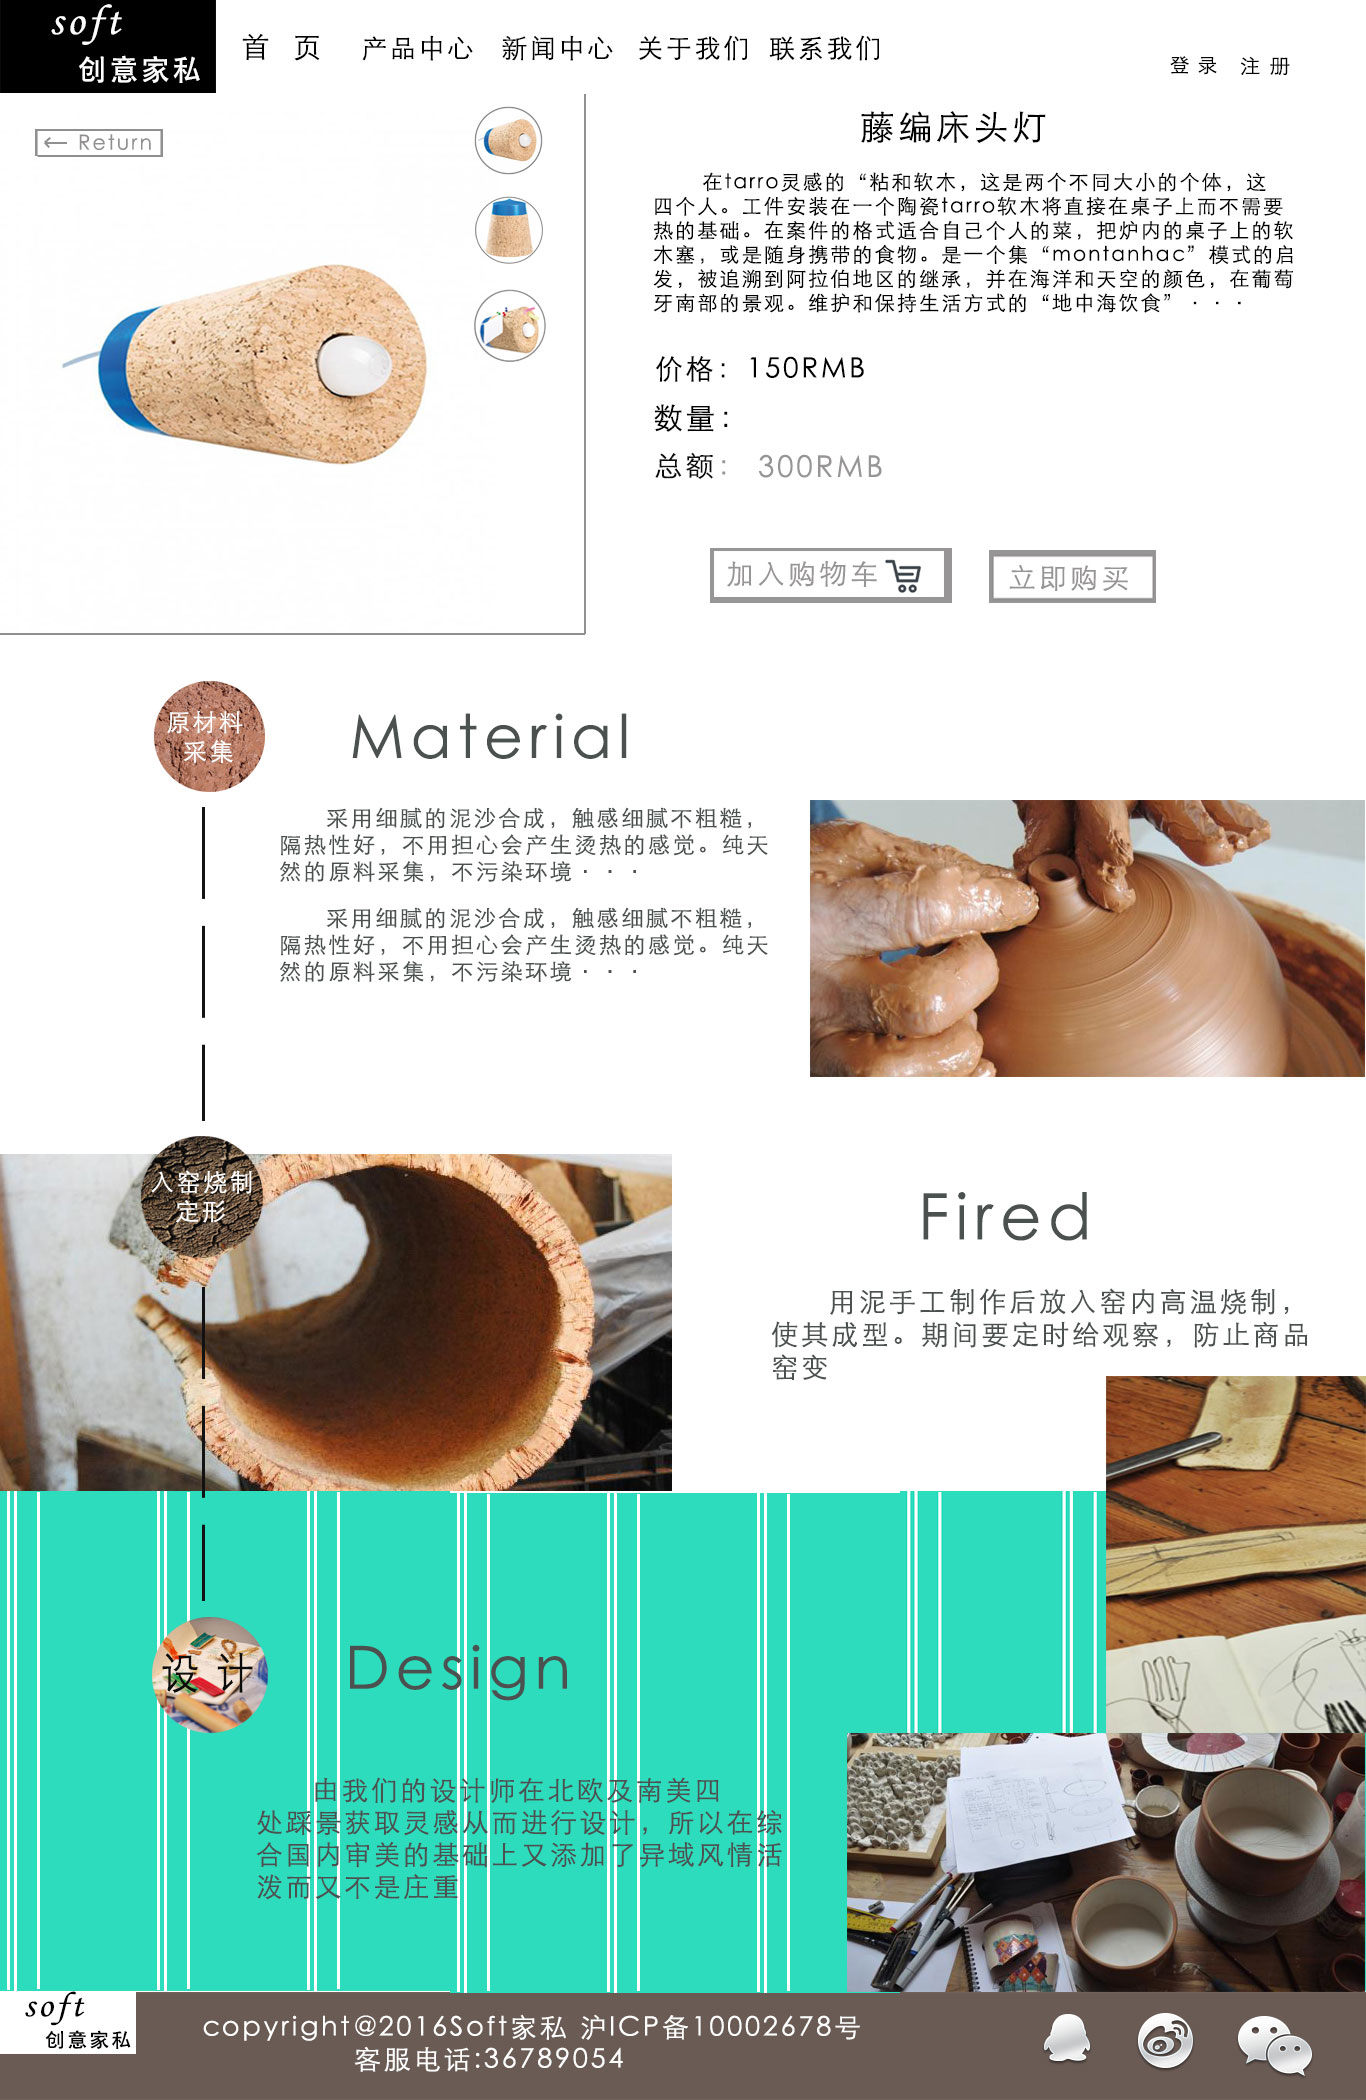 soft
创意家私
首 页 产品中心 新闻中心 关于我们 联系我们
登录 注册
← Return
藤编床头灯
在tarro灵感的“粘和软木，这是两个不同大小的个体，这
四个人。工件安装在一个陶瓷tarro软木将直接在桌子上而不需要
热的基础。在案件的格式适合自己个人的菜，把炉内的桌子上的软
木塞，或是随身携带的食物。是一个集“montanhac”模式的启
发，被追溯到阿拉伯地区的继承，并在海洋和天空的颜色，在葡萄
牙南部的景观。维护和保持生活方式的“地中海饮食”···
价格：150RMB
数量：
总额： 300RMB
加入购物车
立即购买
原材料
采集
Material
采用细腻的泥沙合成，触感细腻不粗糙，
隔热性好，不用担心会产生烫热的感觉。纯天
然的原料采集，不污染环境···
采用细腻的泥沙合成，触感细腻不粗糙，
隔热性好，不用担心会产生烫热的感觉。纯天
然的原料采集，不污染环境···
入窑烧制
定形
Fired
用泥手工制作后放入窑内高温烧制，
使其成型。期间要定时给观察，防止商品
窑变
设 计
Design
由我们的设计师在北欧及南美四
处踩景获取灵感从而进行设计，所以在综
合国内审美的基础上又添加了异域风情活
泼而又不是庄重
soft
创意家私
copyright@2016Soft家私 沪ICP备10002678号
客服电话:36789054